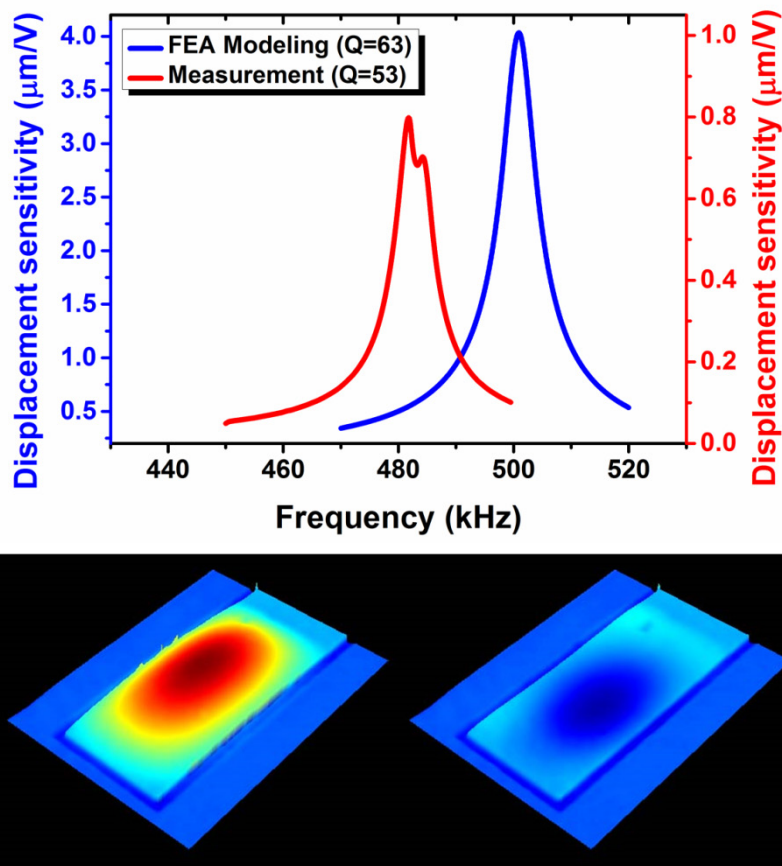 FEA Modeling (Q=63)
Measurement (Q=53)
Displacement sensitivity (µm/V)
4.0
3.5
3.0
2.5
2.0
1.5
1.0
0.5
Displacement sensitivity (µm/V)
1.0
0.8
0.6
0.4
0.2
0.0
440 460 480 500 520
Frequency (kHz)